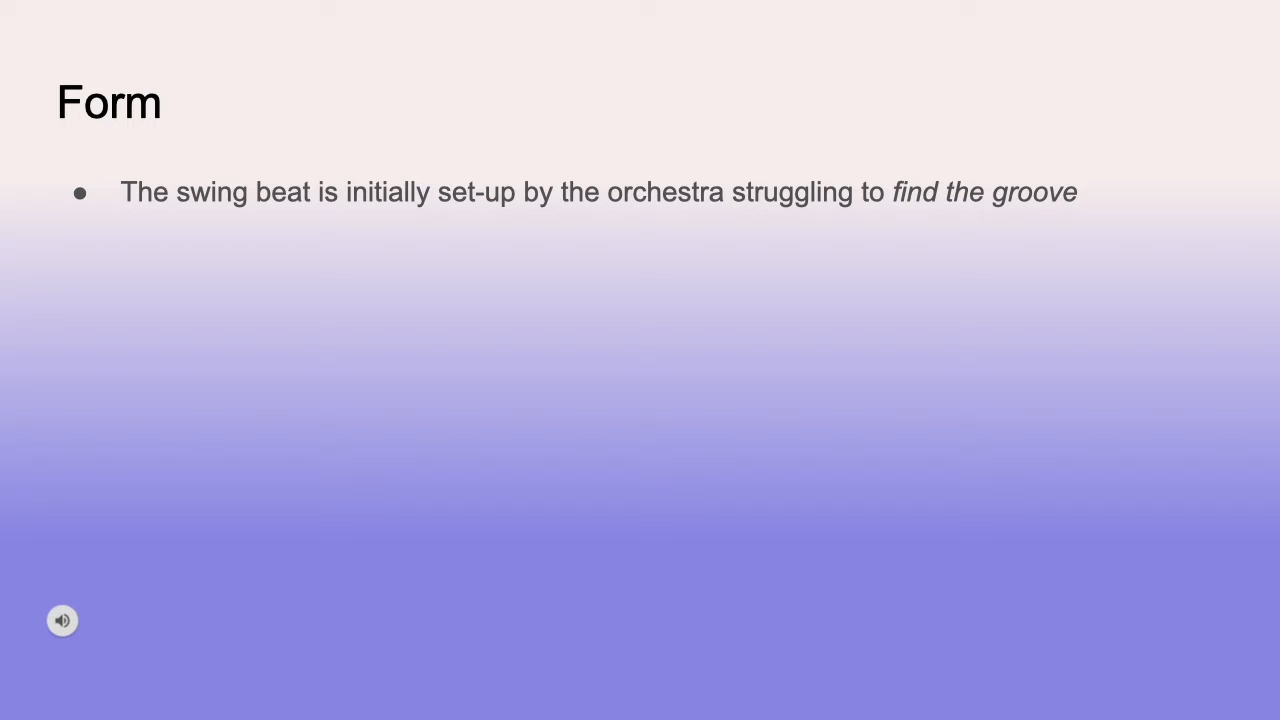 Form
● The swing beat is initially set-up by the orchestra struggling to find the groove